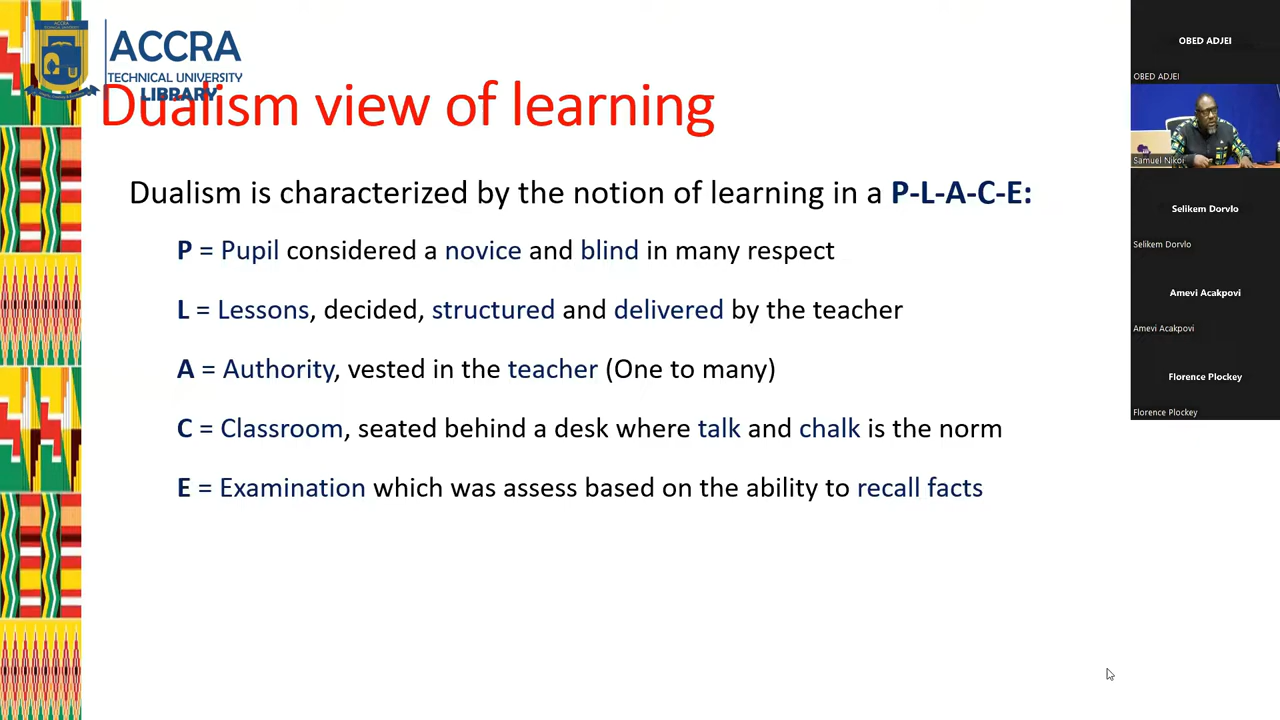 ACCRA
TECHNICAL UNIVERSITY
LIBRARY
Dualism view of learning
Dualism is characterized by the notion of learning in a P-L-A-C-E:
P = Pupil considered a novice and blind in many respect
L = Lessons, decided, structured and delivered by the teacher
A = Authority, vested in the teacher (One to many)
C = Classroom, seated behind a desk where talk and chalk is the norm
E = Examination which was assess based on the ability to recall facts
OBED ADJEI
OBED ADJEI
Samuel Nikoi
Selikem Dorvlo
Selikem Dorvlo
Amevi Acakpovi
Amevi Acakpovi
Florence Plockey
Florence Plockey